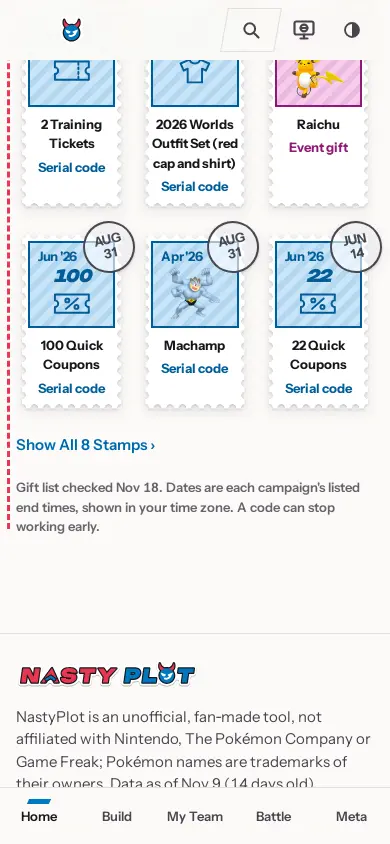 2 Training
Tickets
Serial code
2026 Worlds
Outfit Set (red
cap and shirt)
Serial code
Raichu
Event gift
AUG
31
Jun '26
100
%
100 Quick
Coupons
Serial code
AUG
31
Apr '26
Machamp
Serial code
JUN
14
Jun '26
22
%
22 Quick
Coupons
Serial code
Show All 8 Stamps ›
Gift list checked Nov 18. Dates are each campaign's listed
end times, shown in your time zone. A code can stop
working early.
NASTY PLOT
NastyPlot is an unofficial, fan-made tool, not
affiliated with Nintendo, The Pokémon Company or
Game Freak; Pokémon names are trademarks of
their owners. Data as of Nov 9 (14 days old)
Home
Build
My Team
Battle
Meta